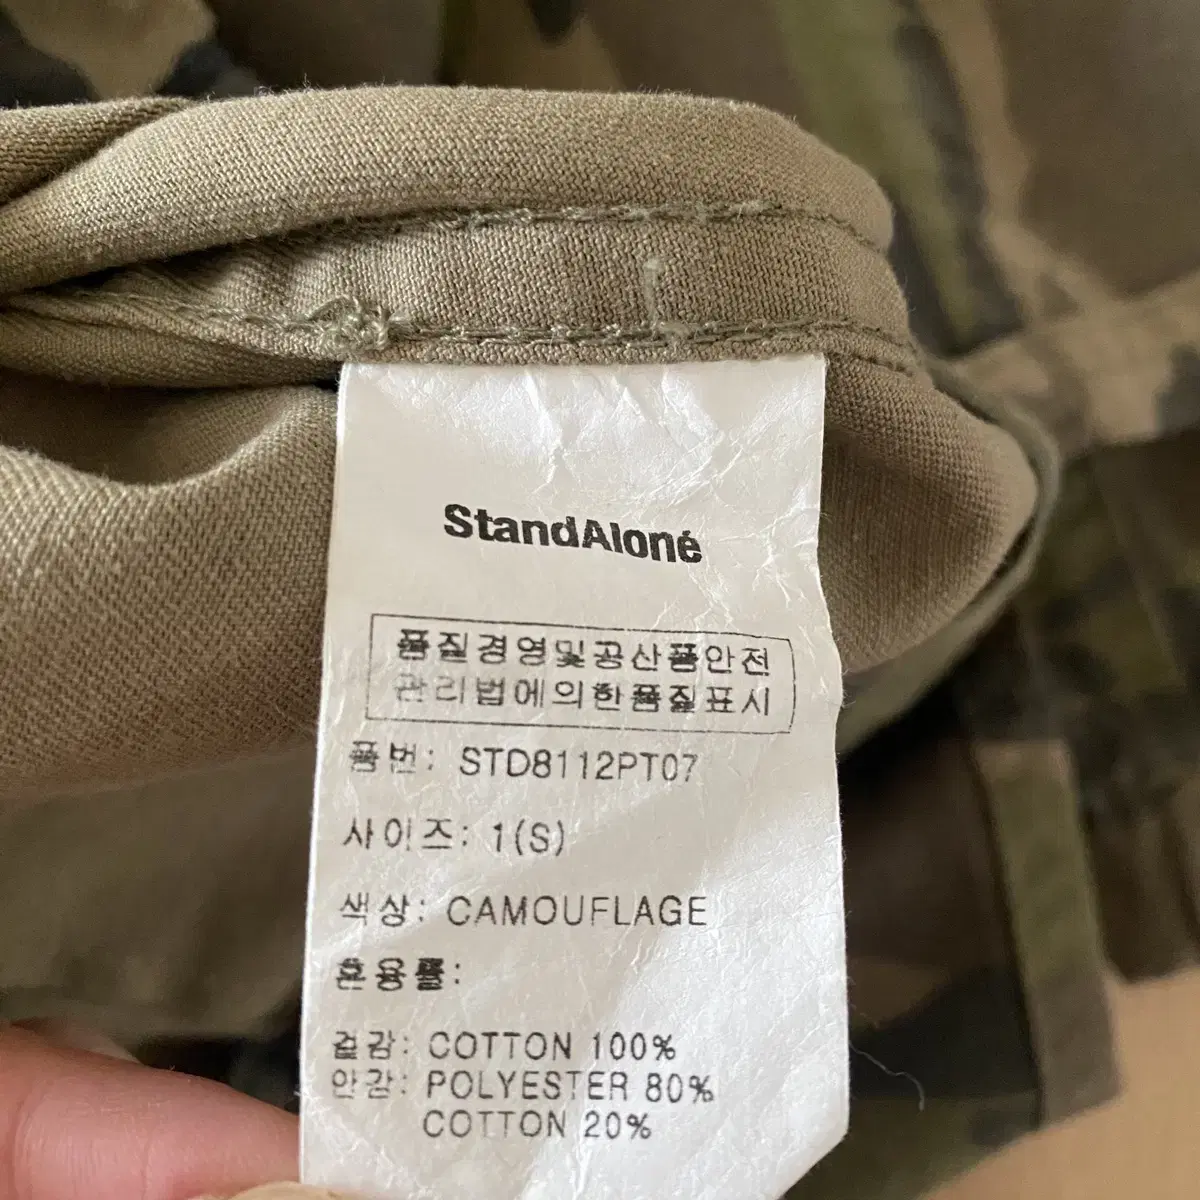 StandAloné
품질경영및공산품안전
관리법에의한품질표시
품번: STD8112PT07
사이즈: 1(S)
색상: CAMOUFLAGE
혼용률:
겉감: COTTON 100%
안감: POLYESTER 80%
COTTON 20%